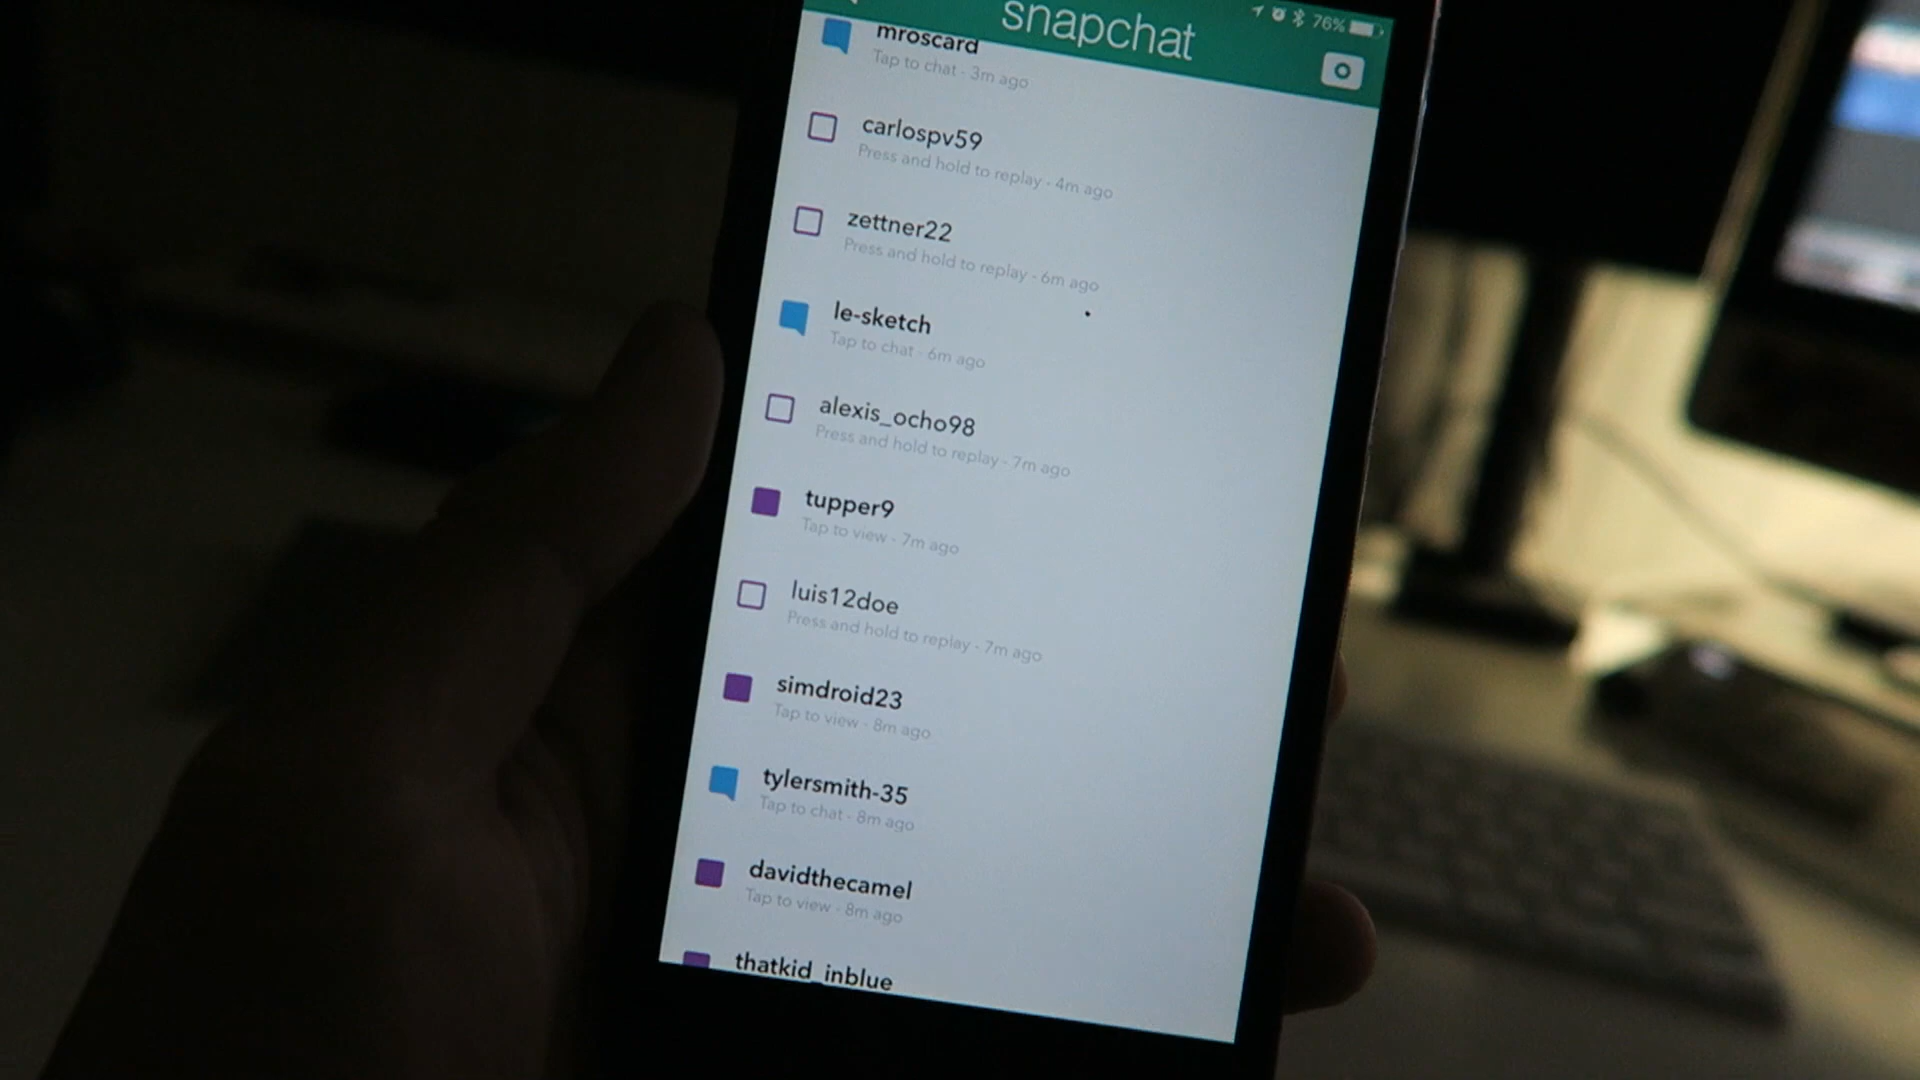 snapchat
76%
mroscard
Tap to chat - 3m ago
carlospv59
Press and hold to replay - 4m ago
zettner22
Press and hold to replay - 6m ago
le-sketch
Tap to chat - 6m ago
alexis_ocho98
Press and hold to replay - 7m ago
tupper9
Tap to view - 7m ago
luis12doe
Press and hold to replay - 7m ago
simdroid23
Tap to view - 8m ago
tylersmith-35
Tap to chat - 8m ago
davidthecamel
Tap to view - 8m ago
thatkid_inblue